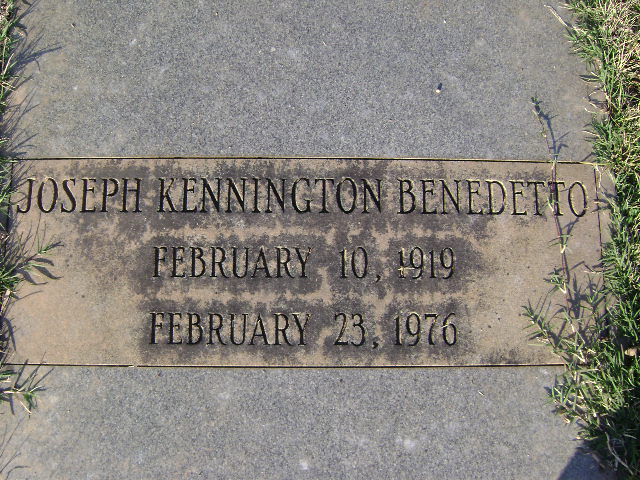 JOSEPH KENNINGTON BENEDETTO
FEBRUARY 10, 1919
FEBRUARY 23, 1976